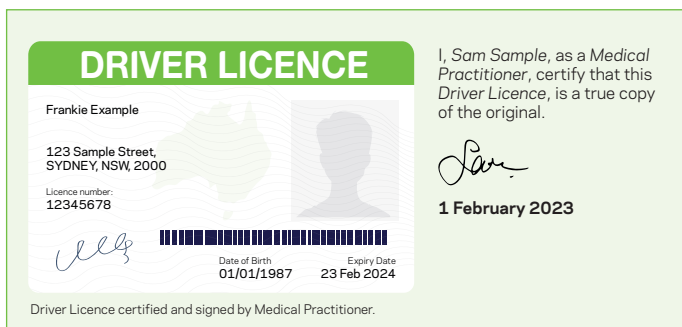 DRIVER LICENCE
Frankie Example
123 Sample Street,
SYDNEY, NSW, 2000
Licence number:
12345678
Date of Birth
01/01/1987
Expiry Date
23 Feb 2024
I, Sam Sample, as a Medical
Practitioner, certify that this
Driver Licence, is a true copy
of the original.
Sam
1 February 2023
Driver Licence certified and signed by Medical Practitioner.